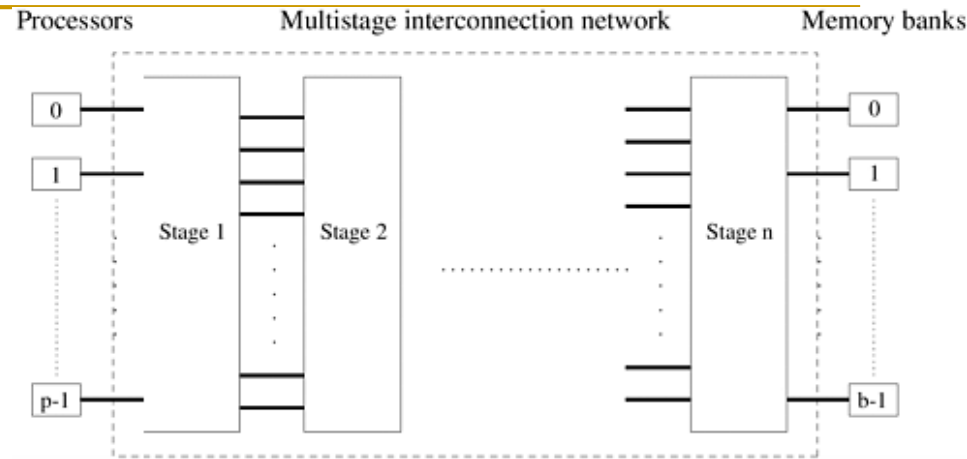 Processors Multistage interconnection network Memory banks
0 0
1 1
Stage 1 Stage 2 Stage n
p-1 b-1